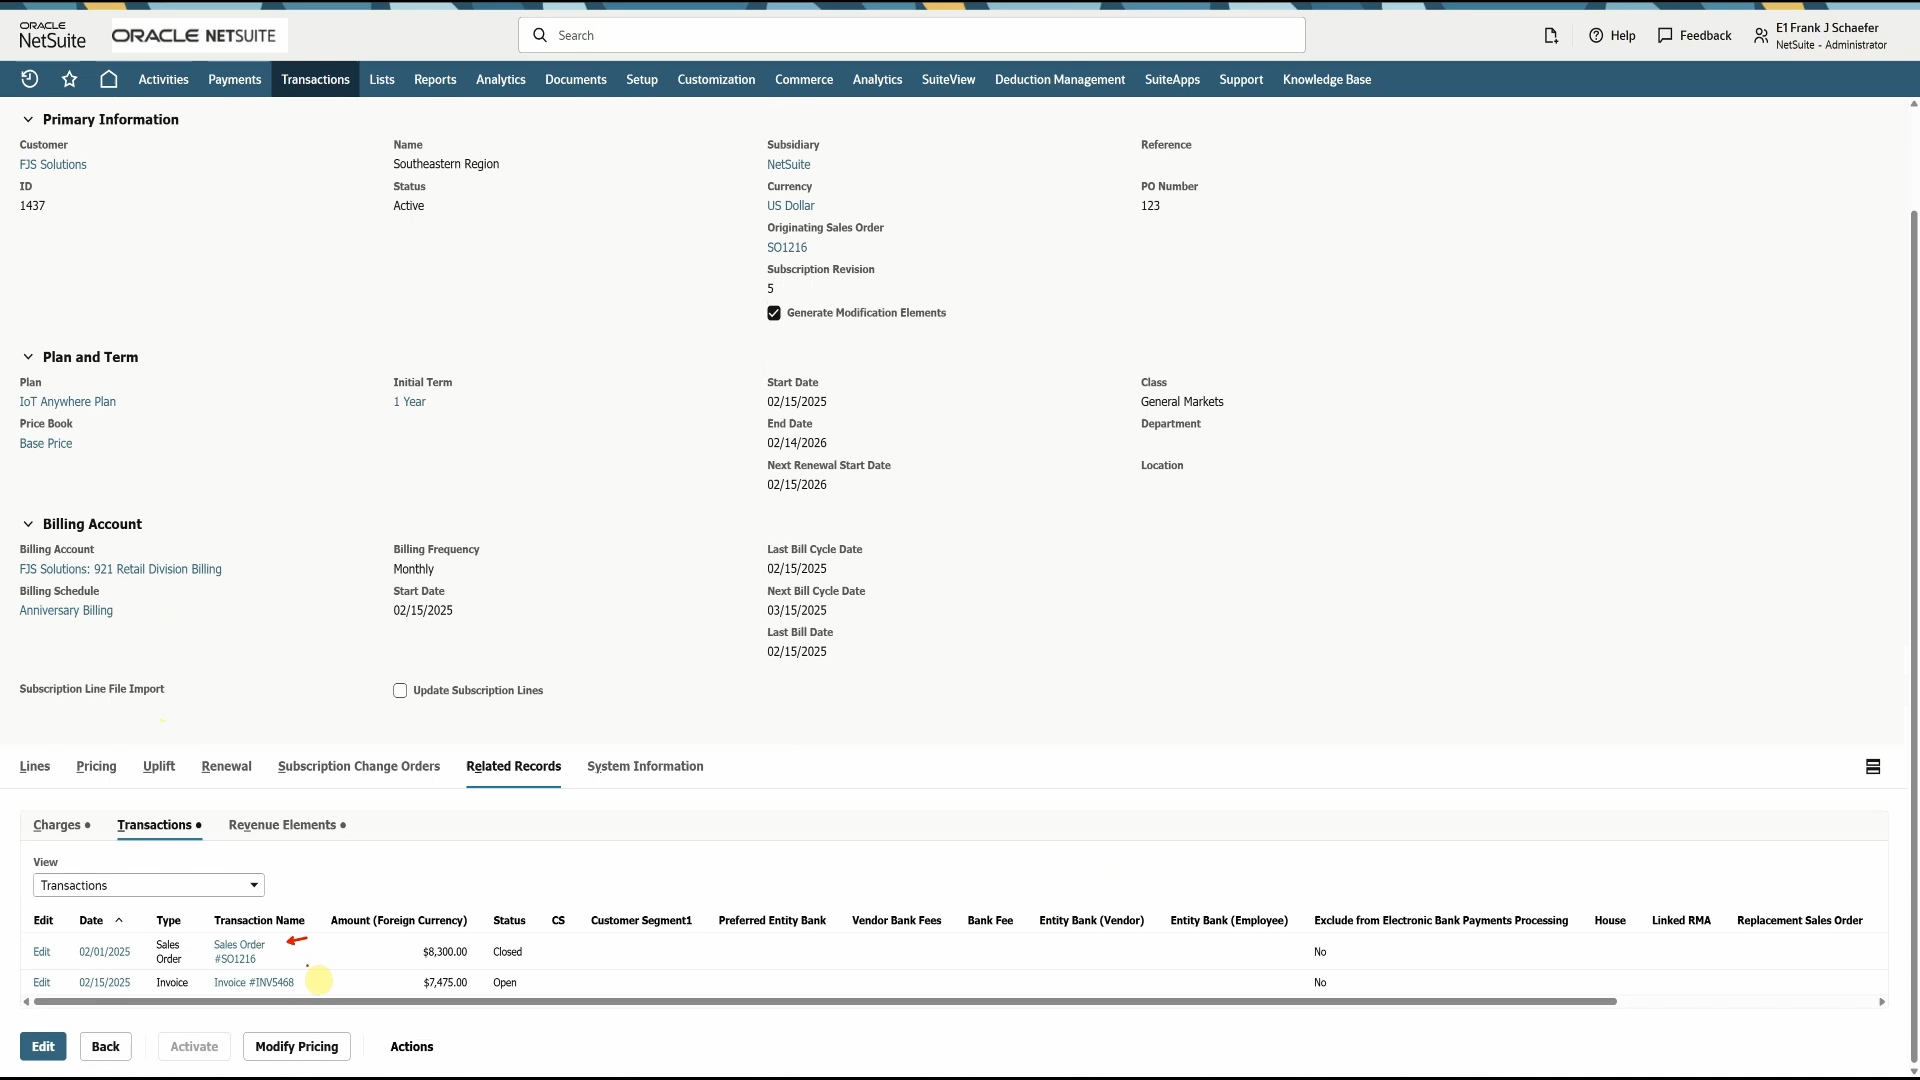 ORACLE
NetSuite
ORACLE NETSUITE
Search
Help
Feedback
E1 Frank J Schaefer
NetSuite - Administrator
Activities
Payments
Transactions
Lists
Reports
Analytics
Documents
Setup
Customization
Commerce
Analytics
SuiteView
Deduction Management
SuiteApps
Support
Knowledge Base
Primary Information
Customer
FJS Solutions
ID
1437
Name
Southeastern Region
Status
Active
Subsidiary
NetSuite
Currency
US Dollar
Originating Sales Order
SO1216
Subscription Revision
5
Generate Modification Elements
Reference
PO Number
123
Plan and Term
Plan
IoT Anywhere Plan
Price Book
Base Price
Initial Term
1 Year
Start Date
02/15/2025
End Date
02/14/2026
Next Renewal Start Date
02/15/2026
Class
General Markets
Department
Location
Billing Account
Billing Account
FJS Solutions: 921 Retail Division Billing
Billing Schedule
Anniversary Billing
Billing Frequency
Monthly
Start Date
02/15/2025
Last Bill Cycle Date
02/15/2025
Next Bill Cycle Date
03/15/2025
Last Bill Date
02/15/2025
Subscription Line File Import
Update Subscription Lines
Lines
Pricing
Uplift
Renewal
Subscription Change Orders
Related Records
System Information
Charges •
Transactions •
Revenue Elements •
View
Transactions
Edit Date Type Transaction Name Amount (Foreign Currency) Status CS Customer Segment1 Preferred Entity Bank Vendor Bank Fees Bank Fee Entity Bank (Vendor) Entity Bank (Employee) Exclude from Electronic Bank Payments Processing House Linked RMA Replacement Sales Order
Edit 02/01/2025 Sales Order Sales Order #SO1216 $8,300.00 Closed No
Edit 02/15/2025 Invoice Invoice #INV5468 $7,475.00 Open No
Edit
Back
Activate
Modify Pricing
Actions